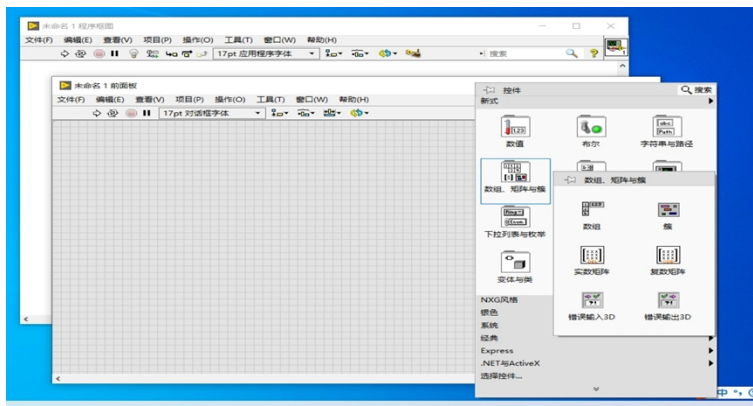 未命名 1 程序框图
文件(F) 编辑(E) 查看(V) 项目(P) 操作(O) 工具(T) 窗口(W) 帮助(H)
17pt 应用程序字体
搜索
未命名 1 前面板
文件(F) 编辑(E) 查看(V) 项目(P) 操作(O) 工具(T) 窗口(W) 帮助(H)
17pt 对话框字体
控件 搜索
新式
数值 布尔 字符串与路径
数组、矩阵与簇
数组、矩阵与簇
下拉列表与枚举
数组 簇
实数矩阵 复数矩阵
变体与类
错误输入3D 错误输出3D
NXG风格
银色
系统
经典
Express
.NET与ActiveX
选择控件...
中